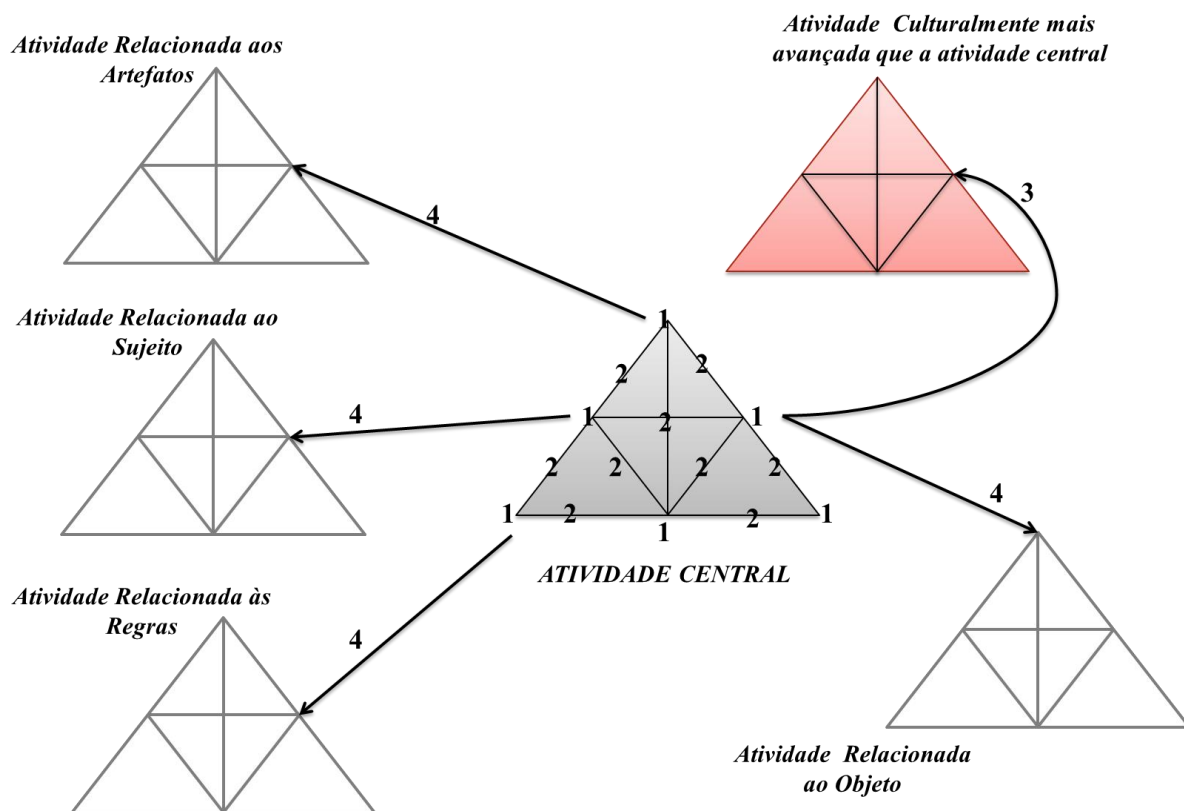 Atividade Relacionada aos
Artefatos
Atividade Culturalmente mais
avançada que a atividade central
3
4
Atividade Relacionada ao
Sujeito
1
2
2
4
1
2
1
2
2
2
2
4
1
2
2
1
1
ATIVIDADE CENTRAL
Atividade Relacionada às
Regras
4
Atividade Relacionada
ao Objeto